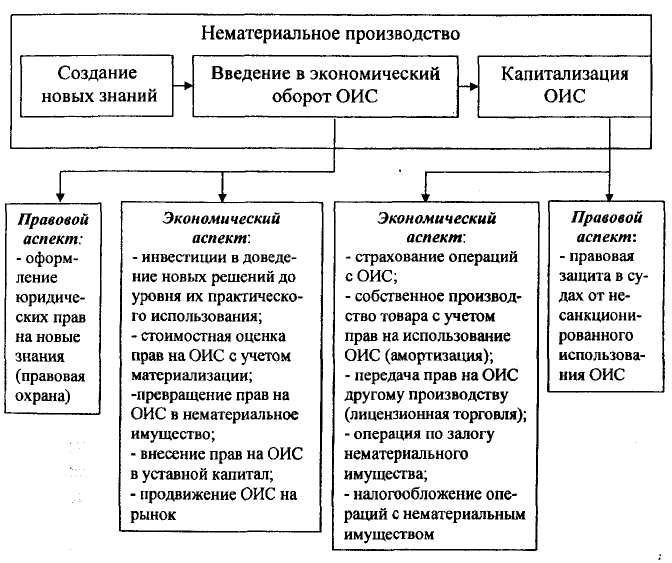 Нематериальное производство
Создание
новых знаний
Введение в экономический
оборот ОИС
Капитализация
ОИС
Правовой
аспект:
- оформ-
ление
юридиче-
ских прав
на новые
знания
(правовая
охрана)
Экономический
аспект:
- инвестиции в доведе-
ние новых решений до
уровня их практическо-
го использования;
- стоимостная оценка
прав на ОИС с учетом
материализации;
-превращение прав на
ОИС в нематериальное
имущество;
- внесение прав на ОИС
в уставной капитал;
- продвижение ОИС на
рынок
Экономический
аспект:
- страхование операций
с ОИС;
- собственное производ-
ство товара с учетом
прав на использование
ОИС (амортизация);
- передача прав на ОИС
другому производству
(лицензионная торговля);
- операция по залогу
нематериального
имущества;
- налогообложение опе-
раций с нематериальным
имуществом
Правовой
аспект:
- правовая
защита в су-
дах от не-
санкциони-
рованного
использова-
ния ОИС